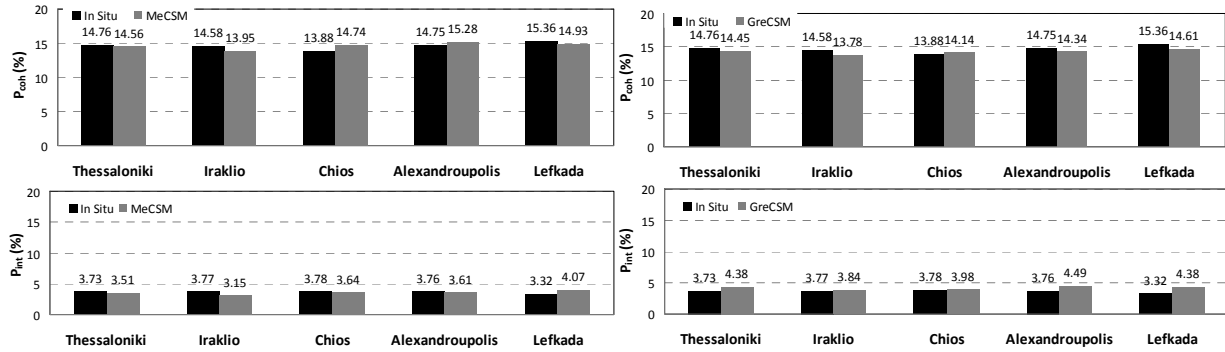 In Situ MeCSM
20
15
10
5
0
P_coh (%)
14.76 14.56 14.58 13.95 13.88 14.74 14.75 15.28 15.36 14.93
Thessaloniki Iraklio Chios Alexandroupolis Lefkada
In Situ GreCSM
20
15
10
5
0
P_coh (%)
14.76 14.45 14.58 13.78 13.88 14.14 14.75 14.34 15.36 14.61
Thessaloniki Iraklio Chios Alexandroupolis Lefkada
In Situ MeCSM
20
15
10
5
0
P_int (%)
3.73 3.51 3.77 3.15 3.78 3.64 3.76 3.61 3.32 4.07
Thessaloniki Iraklio Chios Alexandroupolis Lefkada
In Situ GreCSM
20
15
10
5
0
P_int (%)
3.73 4.38 3.77 3.84 3.78 3.98 3.76 4.49 3.32 4.38
Thessaloniki Iraklio Chios Alexandroupolis Lefkada